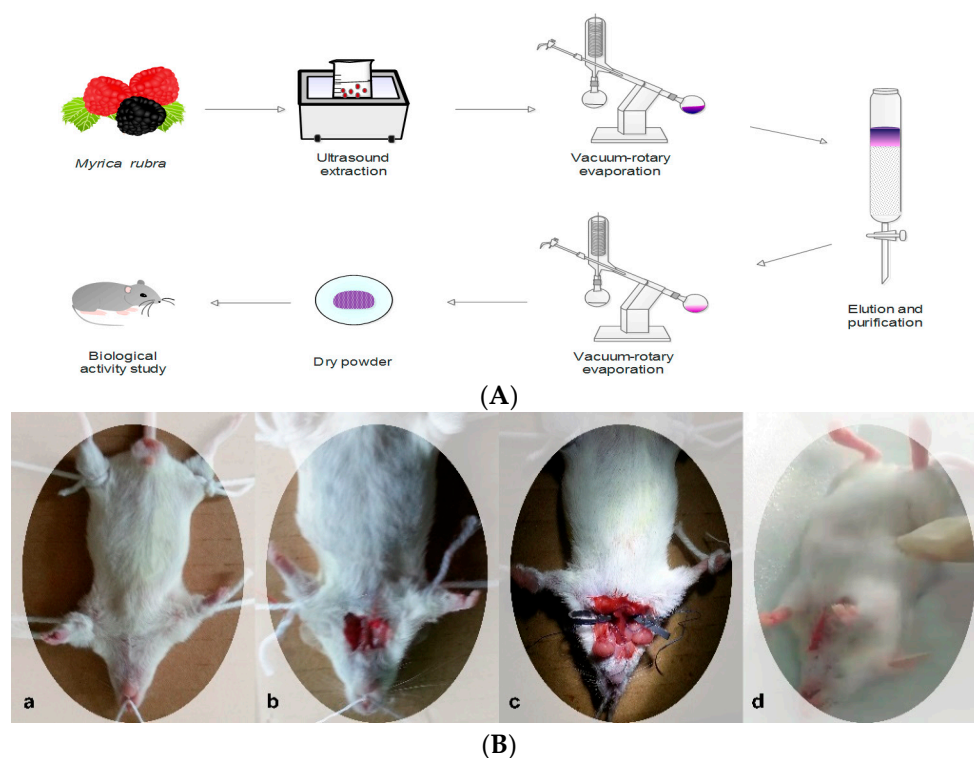 Myrica rubra
Ultrasound
extraction
Vacuum-rotary
evaporation
Elution and
purification
Vacuum-rotary
evaporation
Dry powder
Biological
activity study
(A)
a
b
c
d
(B)